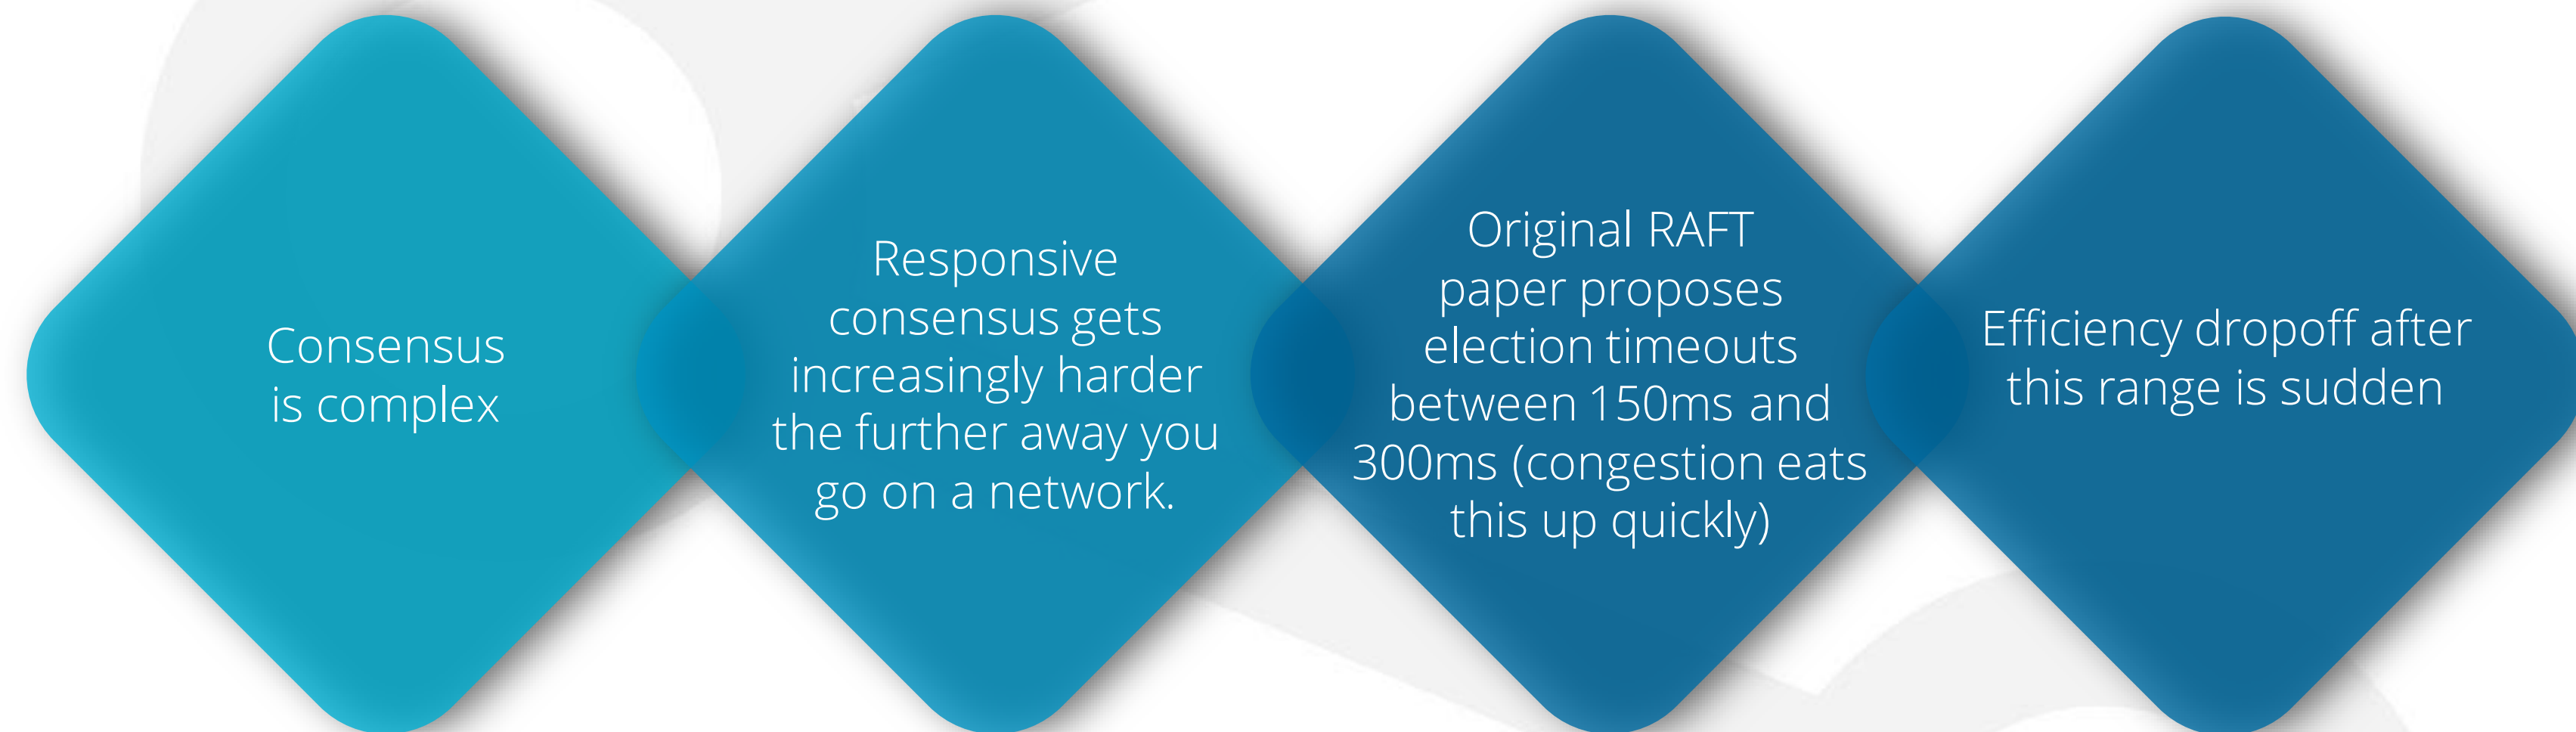 Consensus
is complex
Responsive
consensus gets
increasingly harder
the further away you
go on a network.
Original RAFT
paper proposes
election timeouts
between 150ms and
300ms (congestion eats
this up quickly)
Efficiency dropoff after
this range is sudden